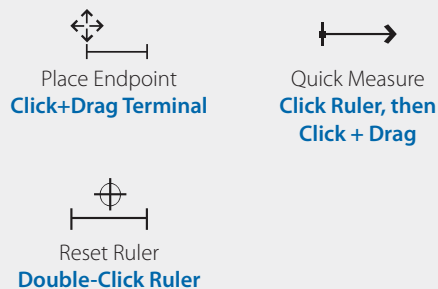 Place Endpoint
Click+Drag Terminal
Quick Measure
Click Ruler, then
Click + Drag
Reset Ruler
Double-Click Ruler